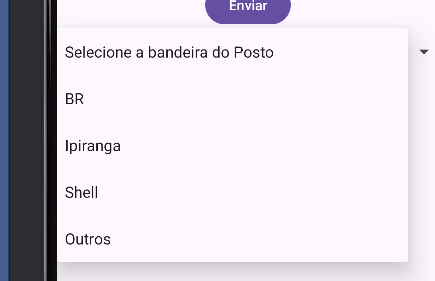 Enviar
Selecione a bandeira do Posto
BR
Ipiranga
Shell
Outros